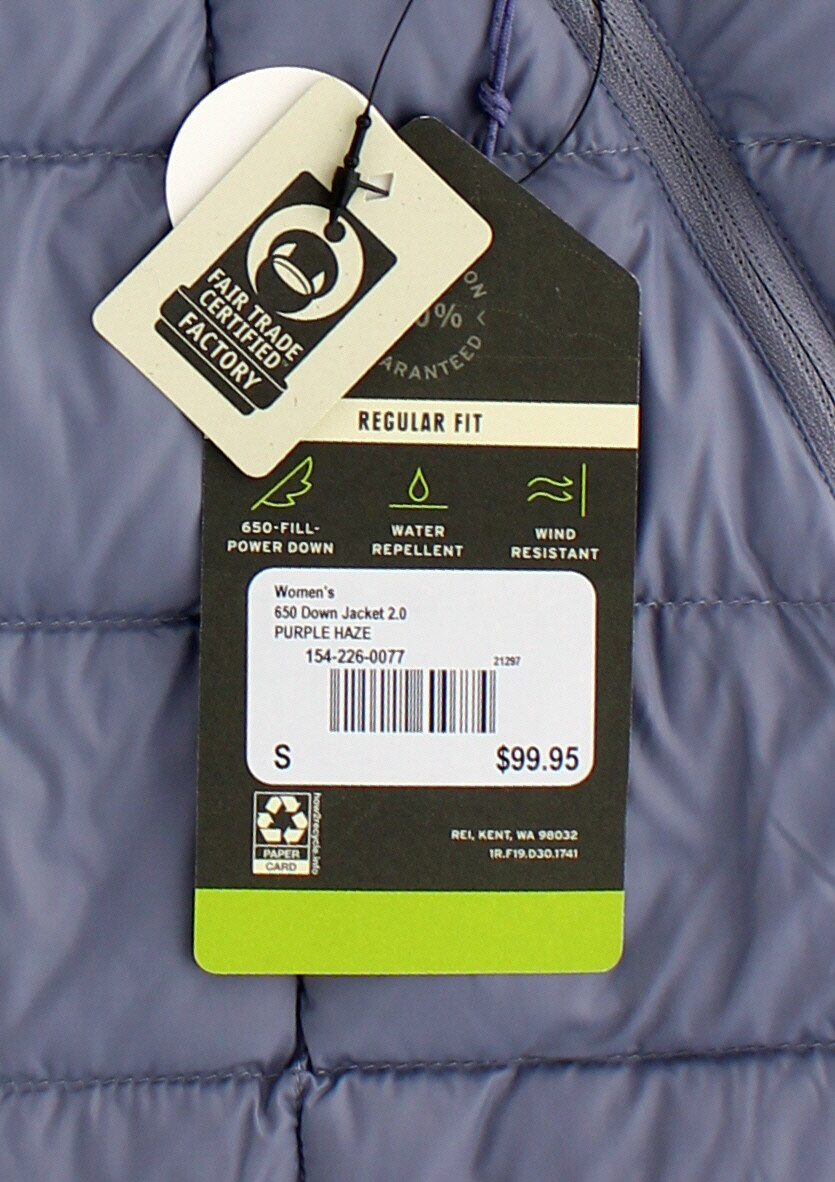 FAIR TRADE
CERTIFIED™
FACTORY
0%
REGULAR FIT
650-FILL-
POWER DOWN
WATER
REPELLENT
WIND
RESISTANT
Women's
650 Down Jacket 2.0
PURPLE HAZE
154-226-0077
21297
S
$99.95
how2recycle.info
PAPER
CARD
REI, KENT, WA 98032
1R.F19.D30.1741